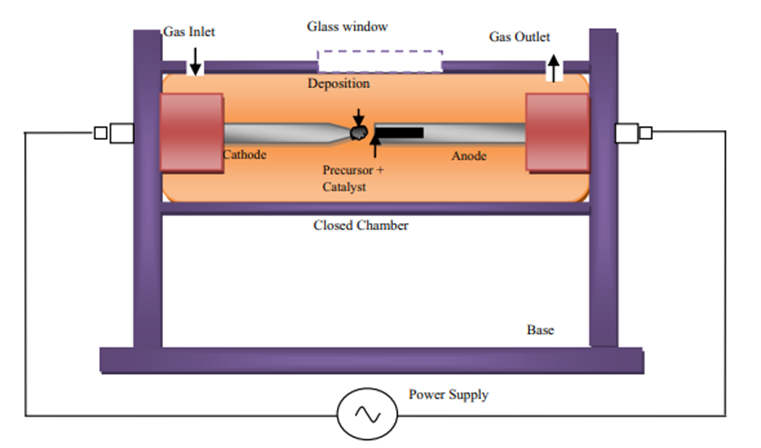 Gas Inlet
Glass window
Gas Outlet
Deposition
Cathode
Anode
Precursor +
Catalyst
Closed Chamber
Base
Power Supply